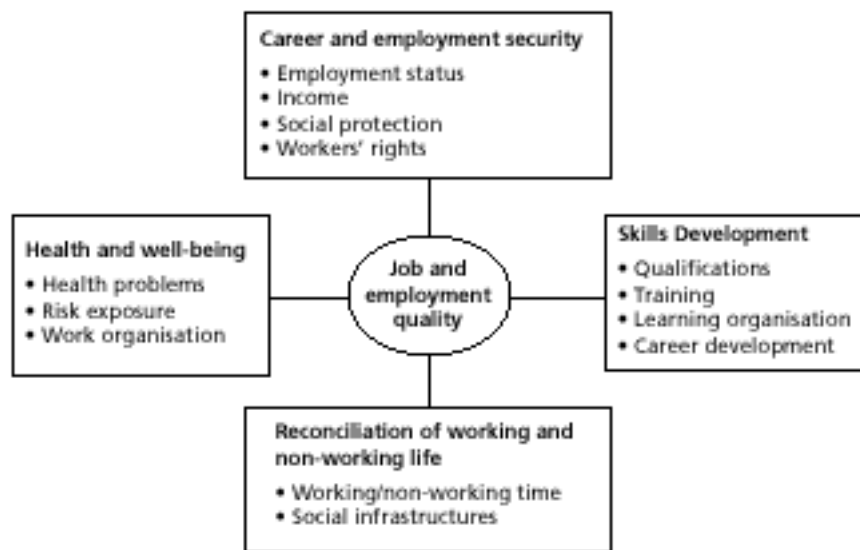 Career and employment security
• Employment status
• Income
• Social protection
• Workers' rights
Health and well-being
• Health problems
• Risk exposure
• Work organisation
Job and
employment
quality
Skills Development
• Qualifications
• Training
• Learning organisation
• Career development
Reconciliation of working and
non-working life
• Working/non-working time
• Social infrastructures